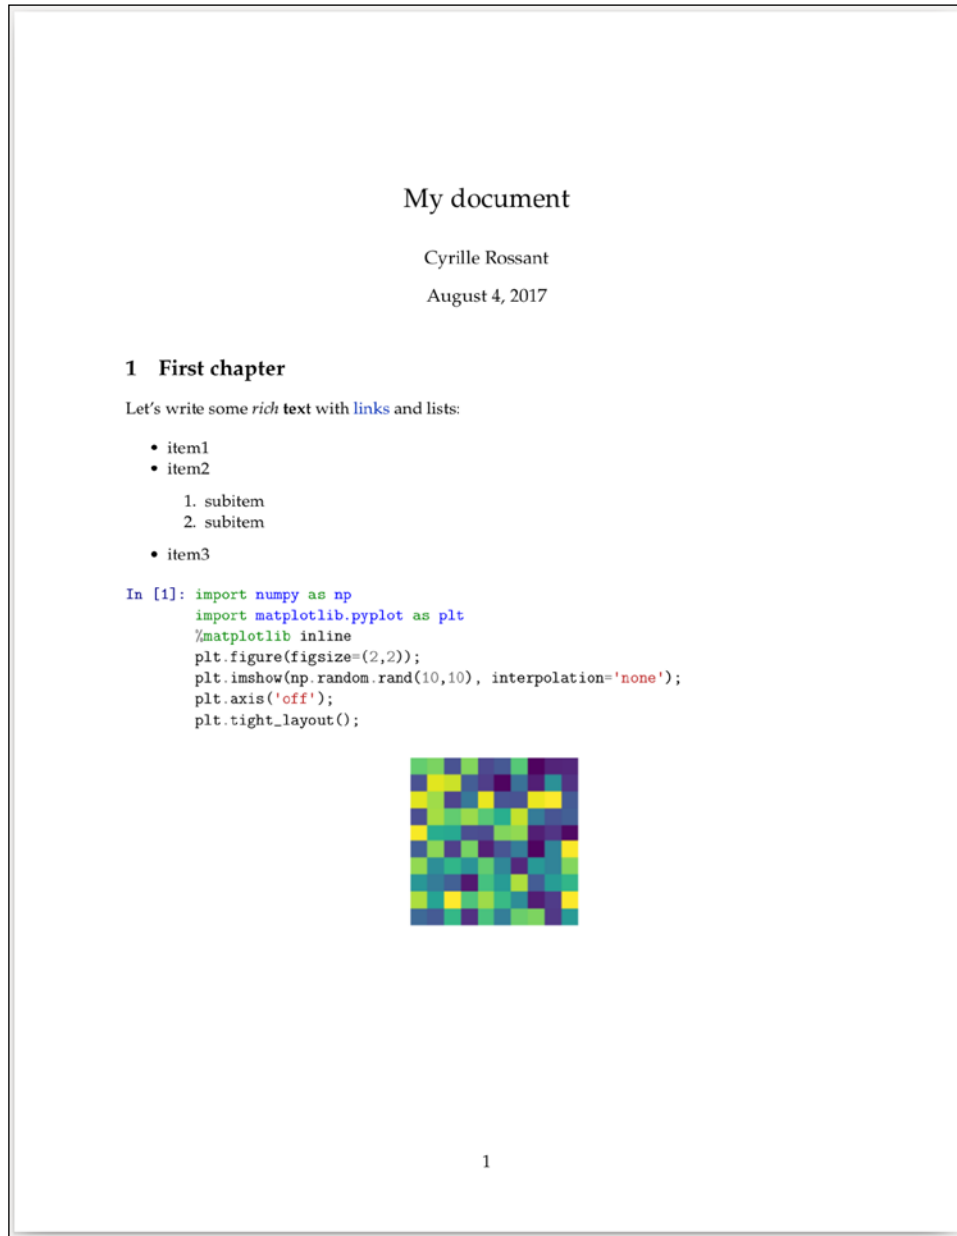 My document
Cyrille Rossant
August 4, 2017
1 First chapter
Let's write some rich text with links and lists:
• item1
• item2
1. subitem
2. subitem
• item3
In [1]: import numpy as np
import matplotlib.pyplot as plt
%matplotlib inline
plt.figure(figsize=(2,2));
plt.imshow(np.random.rand(10,10), interpolation='none');
plt.axis('off');
plt.tight_layout();
1